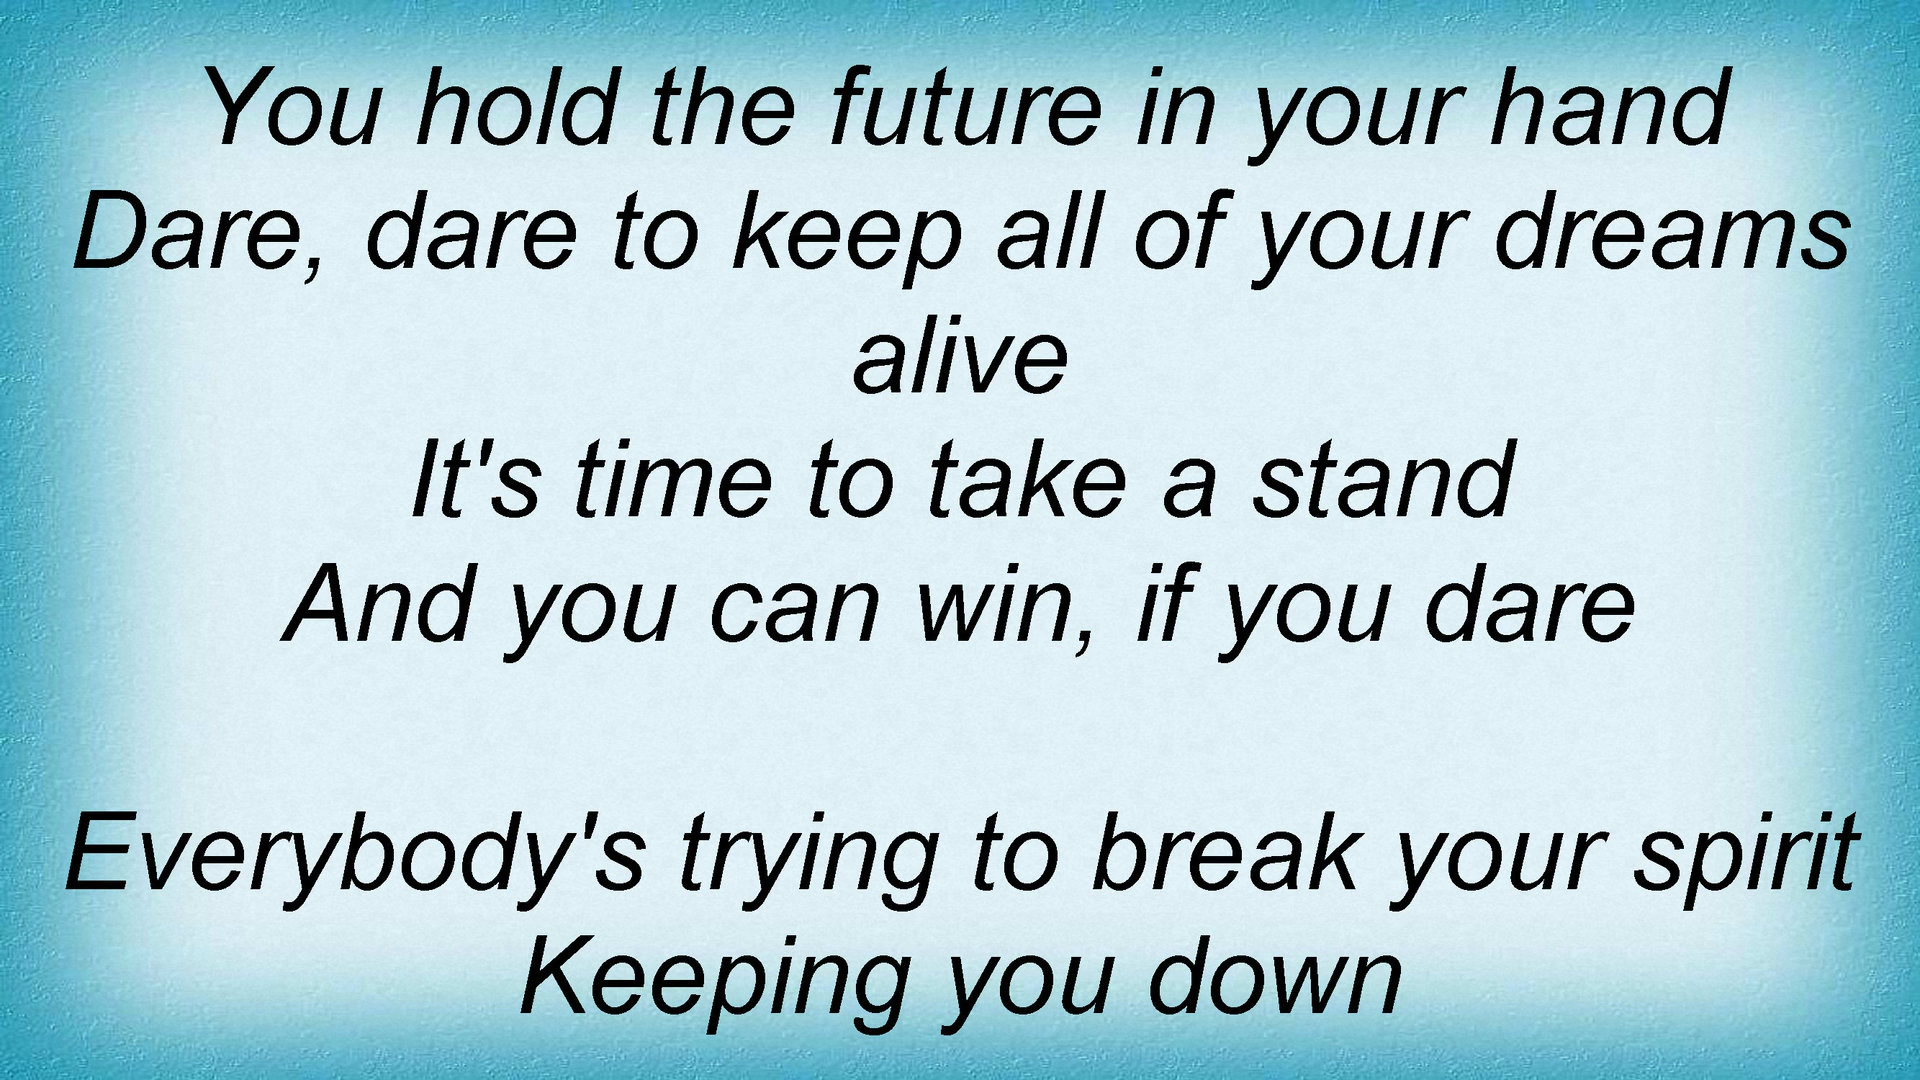 You hold the future in your hand
Dare, dare to keep all of your dreams
alive
It's time to take a stand
And you can win, if you dare
Everybody's trying to break your spirit
Keeping you down